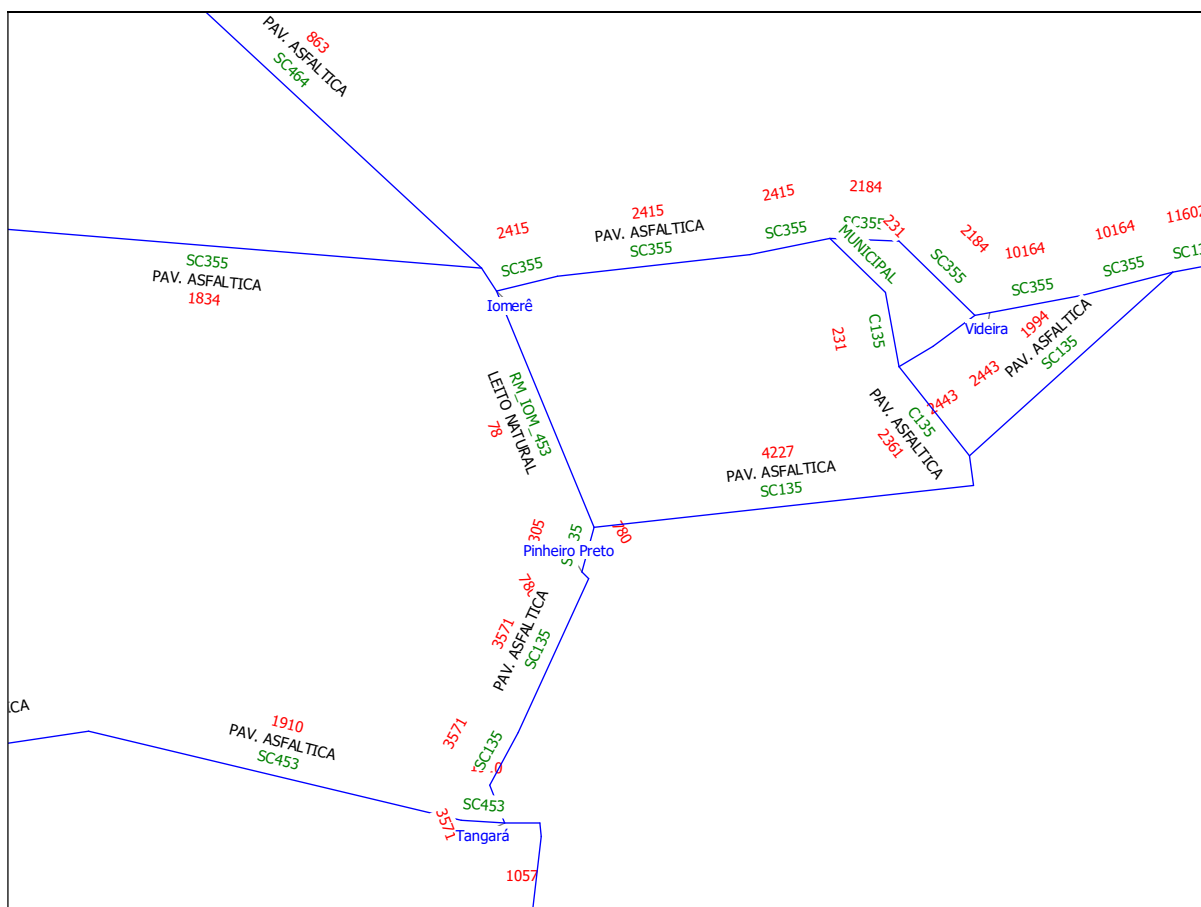 863
PAV. ASFALTICA
SC464
2415
SC355
2415
PAV. ASFALTICA
SC355
2415
SC355
2184
SC355
231
MUNICIPAL
2184
SC355
10164
SC355
10164
SC355
11602
SC355
PAV. ASFALTICA
1834
Iomerê
Videira
1994
PAV. ASFALTICA
SC135
C135
231
2443
2443
C135
PAV. ASFALTICA
2361
RM_IOM_453
LEITO NATURAL
78
4227
PAV. ASFALTICA
SC135
305
35
780
Pinheiro Preto
3571
PAV. ASFALTICA
SC135
3571
SC135
1910
PAV. ASFALTICA
SC453
SC453
3571
Tangará
1057